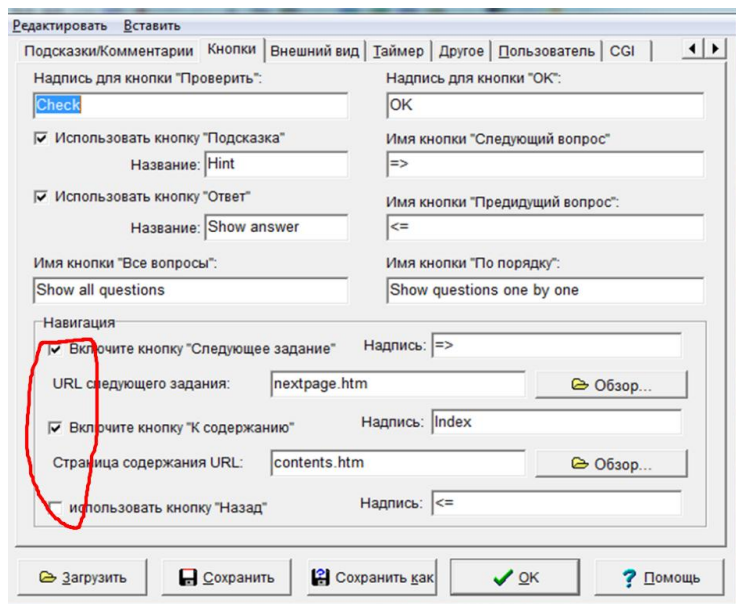 Редактировать Вставить
Подсказки/Комментарии Кнопки Внешний вид Таймер Другое Пользователь CGI
Надпись для кнопки "Проверить": Надпись для кнопки "OK":
Check OK
Использовать кнопку "Подсказка" Имя кнопки "Следующий вопрос"
Название: Hint =>
Использовать кнопку "Ответ" Имя кнопки "Предидущий вопрос":
Название: Show answer <=
Имя кнопки "Все вопросы": Имя кнопки "По порядку":
Show all questions Show questions one by one
Навигация
Включите кнопку "Следующее задание" Надпись: =>
URL следующего задания: nextpage.htm Обзор...
Включите кнопку "К содержанию" Надпись: Index
Страница содержания URL: contents.htm Обзор...
использовать кнопку "Назад" Надпись: <=
Загрузить Сохранить Сохранить как OK Помощь